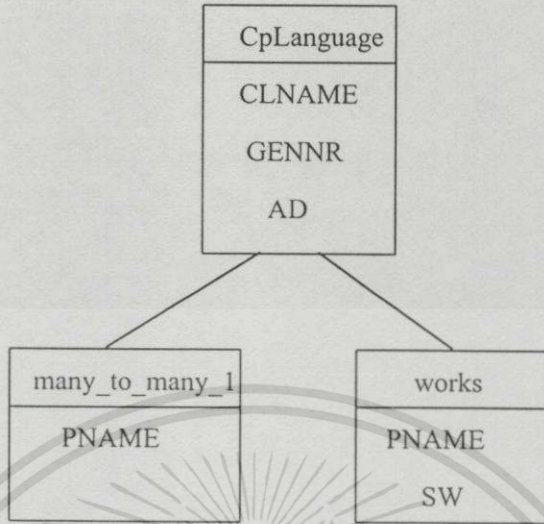 CpLanguage
CLNAME
GENNR
AD
many_to_many_1
PNAME
works
PNAME
SW